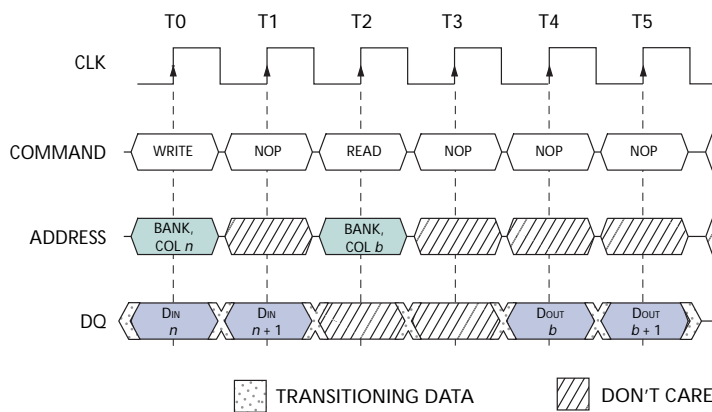 T0 T1 T2 T3 T4 T5
CLK
COMMAND WRITE NOP READ NOP NOP NOP
ADDRESS BANK, COL n BANK, COL b
DQ DIN n DIN n + 1 DOUT b DOUT b + 1
TRANSITIONING DATA DON'T CARE